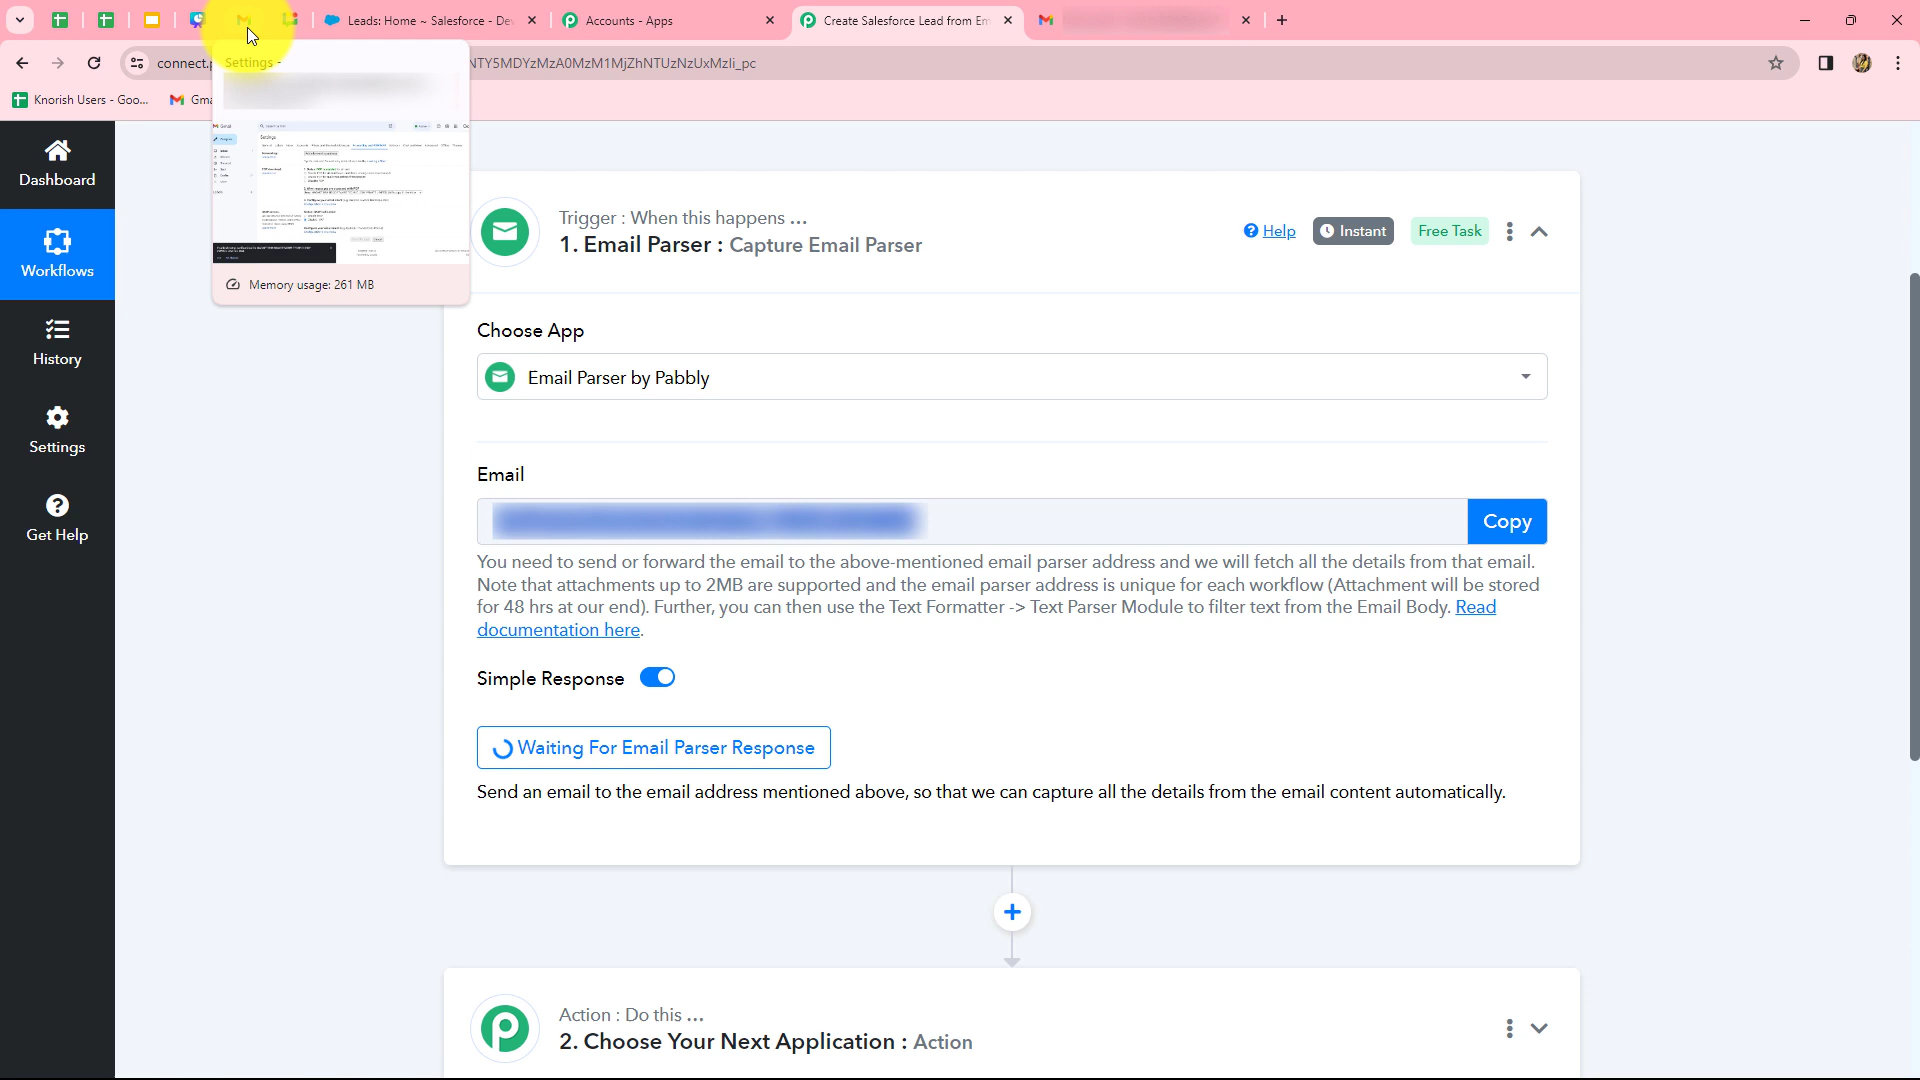 Leads: Home ~ Salesforce - De
Accounts - Apps
Create Salesforce Lead from Em
connect.p
NTY5MDYzMzA0MzM1MjZhNTUzNzUxMzIi_pc
Settings -
Knorish Users - Goo...
Gma
Memory usage: 261 MB
Dashboard
Workflows
History
Settings
Get Help
Trigger : When this happens ...
1. Email Parser : Capture Email Parser
Help
Instant
Free Task
Choose App
Email Parser by Pabbly
Email
Copy
You need to send or forward the email to the above-mentioned email parser address and we will fetch all the details from that email.
Note that attachments up to 2MB are supported and the email parser address is unique for each workflow (Attachment will be stored
for 48 hrs at our end). Further, you can then use the Text Formatter -> Text Parser Module to filter text from the Email Body. Read
documentation here.
Simple Response
Waiting For Email Parser Response
Send an email to the email address mentioned above, so that we can capture all the details from the email content automatically.
Action : Do this ...
2. Choose Your Next Application : Action